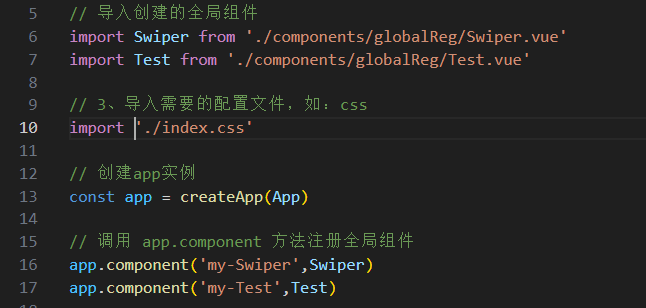 5 // 导入创建的全局组件
6 import Swiper from './components/globalReg/Swiper.vue'
7 import Test from './components/globalReg/Test.vue'
8
9 // 3、导入需要的配置文件，如：css
10 import './index.css'
11
12 // 创建app实例
13 const app = createApp(App)
14
15 // 调用 app.component 方法注册全局组件
16 app.component('my-Swiper',Swiper)
17 app.component('my-Test',Test)